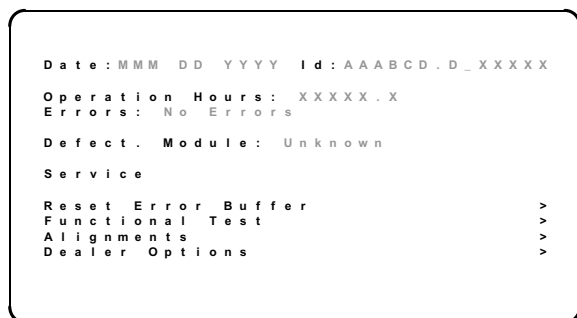 Date:MMM DD YYYY Id:AAABCD.D_XXXXX
Operation Hours: XXXXX.X
Errors: No Errors
Defect. Module: Unknown
Service
Reset Error Buffer >
Functional Test >
Alignments >
Dealer Options >